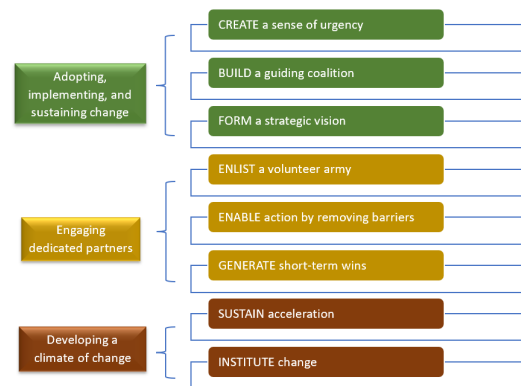 Adopting,
implementing, and
sustaining change
CREATE a sense of urgency
BUILD a guiding coalition
FORM a strategic vision
Engaging
dedicated partners
ENLIST a volunteer army
ENABLE action by removing barriers
GENERATE short-term wins
Developing a
climate of change
SUSTAIN acceleration
INSTITUTE change